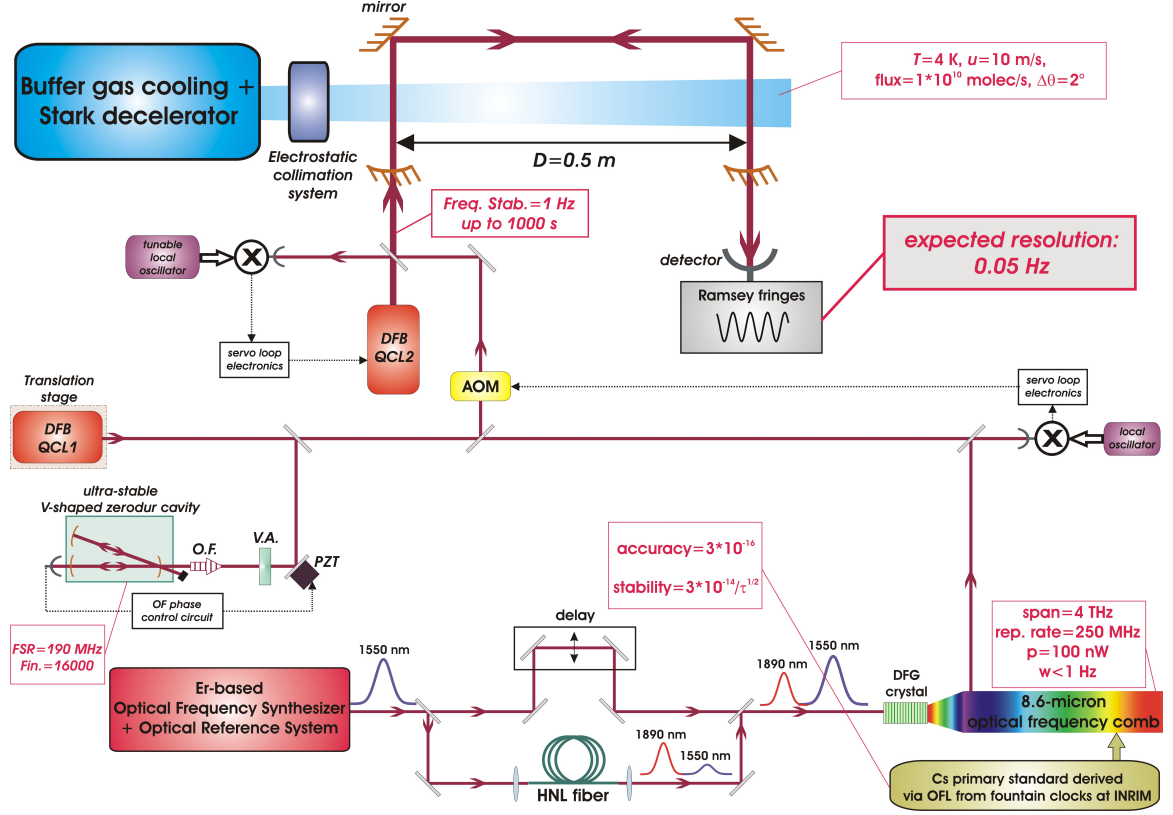 mirror
Buffer gas cooling +
Stark decelerator
Electrostatic
collimation
system
T=4 K, u=10 m/s,
flux=1*10¹⁰ molec/s, Δθ=2°
D=0.5 m
Freq. Stab.=1 Hz
up to 1000 s
tunable
local
oscillator
X
detector
Ramsey fringes
expected resolution:
0.05 Hz
servo loop
electronics
DFB
QCL2
AOM
servo loop
electronics
Translation
stage
DFB
QCL1
X
local
oscillator
ultra-stable
V-shaped zerodur cavity
O.F.
V.A.
PZT
OF phase
control circuit
FSR=190 MHz
Fin.=16000
accuracy=3*10⁻¹⁶
stability=3*10⁻¹⁴/τ¹ᐟ²
span=4 THz
rep. rate=250 MHz
p=100 nW
w<1 Hz
delay
1550 nm
Er-based
Optical Frequency Synthesizer
+ Optical Reference System
1890 nm
1550 nm
HNL fiber
1890 nm
1550 nm
DFG
crystal
8.6-micron
optical frequency comb
Cs primary standard derived
via OFL from fountain clocks at INRIM